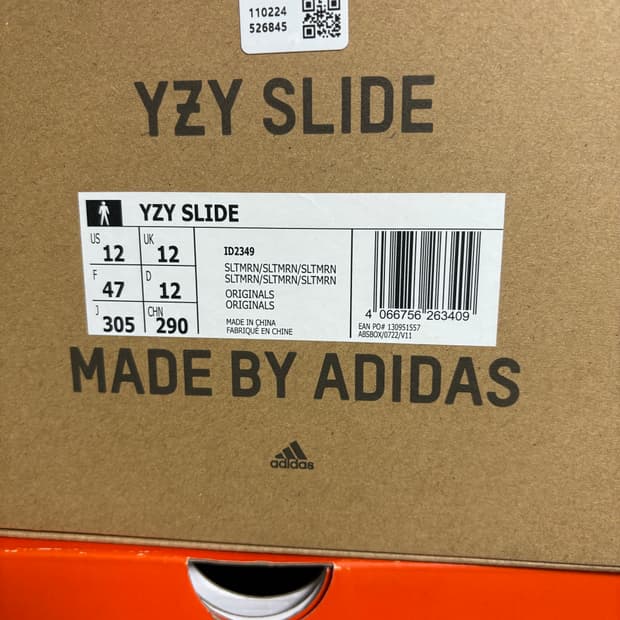 110224
526845
YZY SLIDE
YZY SLIDE
US 12 UK 12
F 47 D 12
J 305 CHN 290
ID2349
SLTMRN/SLTMRN/SLTMRN
SLTMRN/SLTMRN/SLTMRN
ORIGINALS
ORIGINALS
MADE IN CHINA
FABRIQUÉ EN CHINE
4 066756 263409
EAN PO# 130951557
ABSBOX/0722/V11
MADE BY ADIDAS
adidas